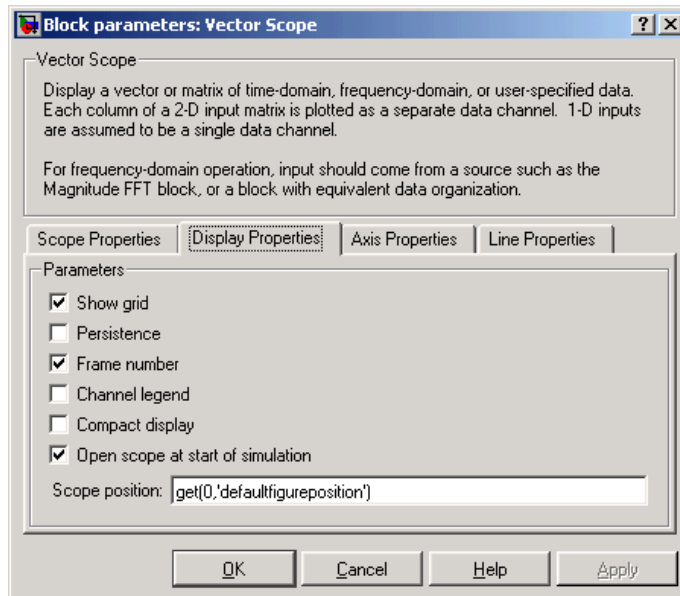 Block parameters: Vector Scope
Vector Scope
Display a vector or matrix of time-domain, frequency-domain, or user-specified data.
Each column of a 2-D input matrix is plotted as a separate data channel. 1-D inputs
are assumed to be a single data channel.
For frequency-domain operation, input should come from a source such as the
Magnitude FFT block, or a block with equivalent data organization.
Scope Properties Display Properties Axis Properties Line Properties
Parameters
Show grid
Persistence
Frame number
Channel legend
Compact display
Open scope at start of simulation
Scope position: get(0,'defaultfigureposition')
OK Cancel Help Apply